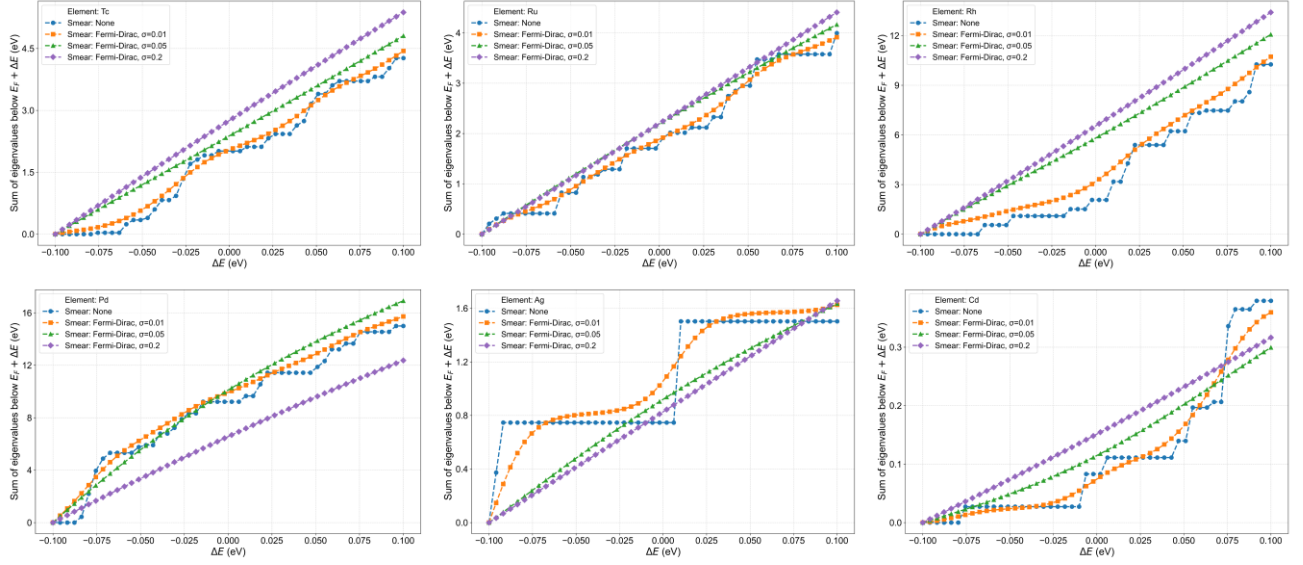 Element: Tc
Smear: None
Smear: Fermi-Dirac, σ=0.01
Smear: Fermi-Dirac, σ=0.05
Smear: Fermi-Dirac, σ=0.2
Sum of eigenvalues below E_F + ΔE (eV)
4.5
3.0
1.5
0.0
−0.100 −0.075 −0.050 −0.025 0.000 0.025 0.050 0.075 0.100
ΔE (eV)
Element: Ru
Smear: None
Smear: Fermi-Dirac, σ=0.01
Smear: Fermi-Dirac, σ=0.05
Smear: Fermi-Dirac, σ=0.2
Sum of eigenvalues below E_F + ΔE (eV)
4
3
2
1
0
−0.100 −0.075 −0.050 −0.025 0.000 0.025 0.050 0.075 0.100
ΔE (eV)
Element: Rh
Smear: None
Smear: Fermi-Dirac, σ=0.01
Smear: Fermi-Dirac, σ=0.05
Smear: Fermi-Dirac, σ=0.2
Sum of eigenvalues below E_F + ΔE (eV)
12
9
6
3
0
−0.100 −0.075 −0.050 −0.025 0.000 0.025 0.050 0.075 0.100
ΔE (eV)
Element: Pd
Smear: None
Smear: Fermi-Dirac, σ=0.01
Smear: Fermi-Dirac, σ=0.05
Smear: Fermi-Dirac, σ=0.2
Sum of eigenvalues below E_F + ΔE (eV)
16
12
8
4
0
−0.100 −0.075 −0.050 −0.025 0.000 0.025 0.050 0.075 0.100
ΔE (eV)
Element: Ag
Smear: None
Smear: Fermi-Dirac, σ=0.01
Smear: Fermi-Dirac, σ=0.05
Smear: Fermi-Dirac, σ=0.2
Sum of eigenvalues below E_F + ΔE (eV)
1.6
1.2
0.8
0.4
0.0
−0.100 −0.075 −0.050 −0.025 0.000 0.025 0.050 0.075 0.100
ΔE (eV)
Element: Cd
Smear: None
Smear: Fermi-Dirac, σ=0.01
Smear: Fermi-Dirac, σ=0.05
Smear: Fermi-Dirac, σ=0.2
Sum of eigenvalues below E_F + ΔE (eV)
0.3
0.2
0.1
0.0
−0.100 −0.075 −0.050 −0.025 0.000 0.025 0.050 0.075 0.100
ΔE (eV)